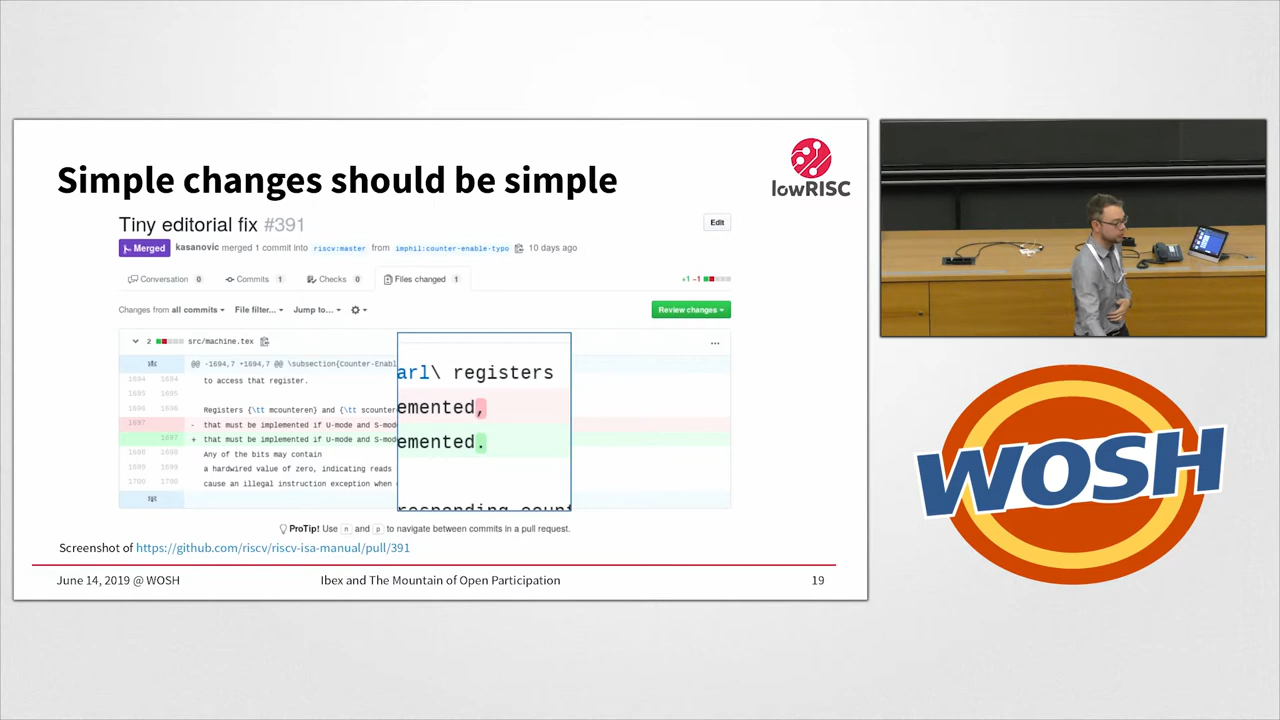 Simple changes should be simple
lowRISC
Tiny editorial fix #391
Edit
Merged kasanovic merged 1 commit into riscv:master from imphil:counter-enable-typo 10 days ago
Conversation 0 Commits 1 Checks 0 Files changed 1 +1 −1
Changes from all commits File filter... Jump to... Review changes
2 src/machine.tex ...
@@ -1694,7 +1694,7 @@ \subsection{Counter-Enabl
1694 1694 to access that register.
1695 1695
1696 1696 Registers {\tt mcounteren} and {\tt scounter
1697 - that must be implemented if U-mode and S-mod
1697 + that must be implemented if U-mode and S-mod
1698 1698 Any of the bits may contain
1699 1699 a hardwired value of zero, indicating reads
1700 1700 cause an illegal instruction exception when
arl\ registers
emented,
emented.
responding count
ProTip! Use n and p to navigate between commits in a pull request.
Screenshot of https://github.com/riscv/riscv-isa-manual/pull/391
June 14, 2019 @ WOSH Ibex and The Mountain of Open Participation 19
WOSH